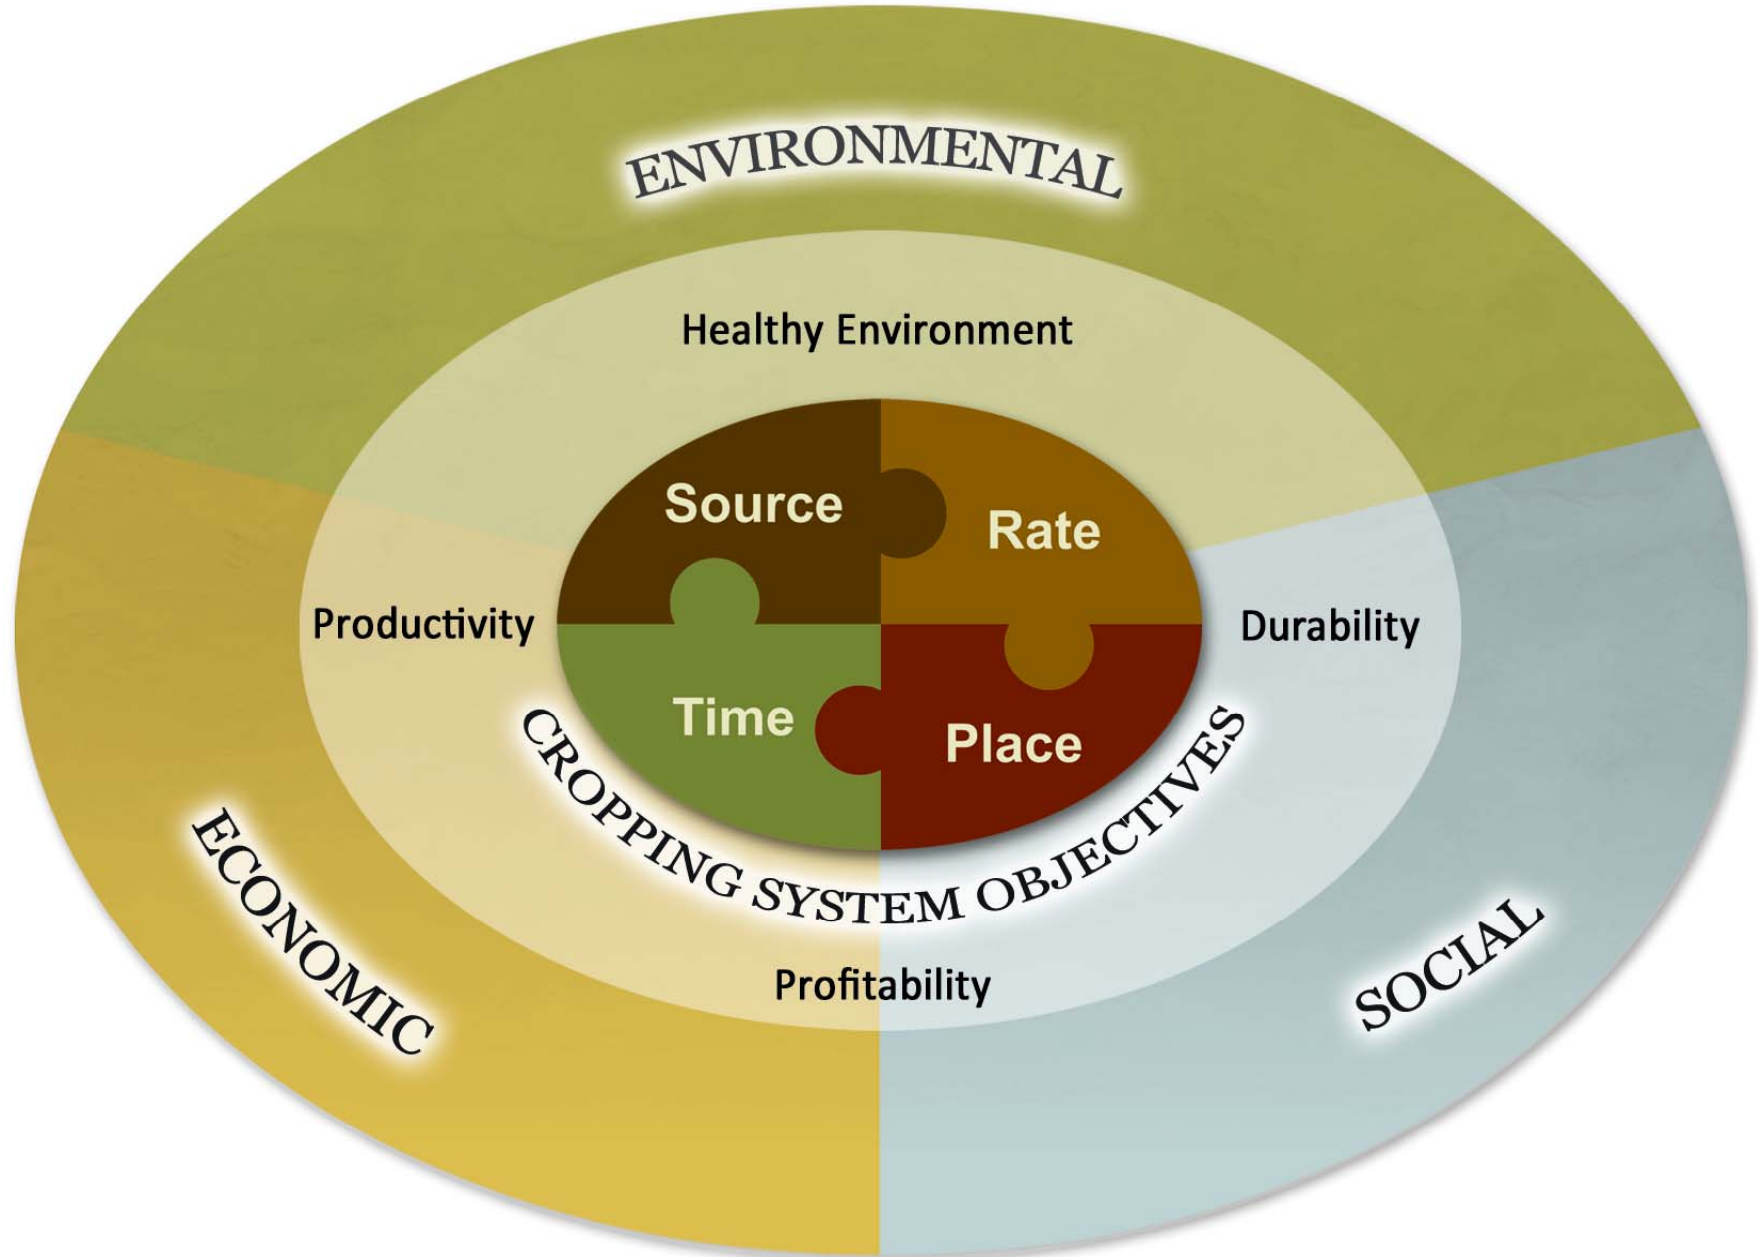 ENVIRONMENTAL
Healthy Environment
Source
Rate
Productivity
Durability
Time
Place
CROPPING SYSTEM OBJECTIVES
ECONOMIC
SOCIAL
Profitability